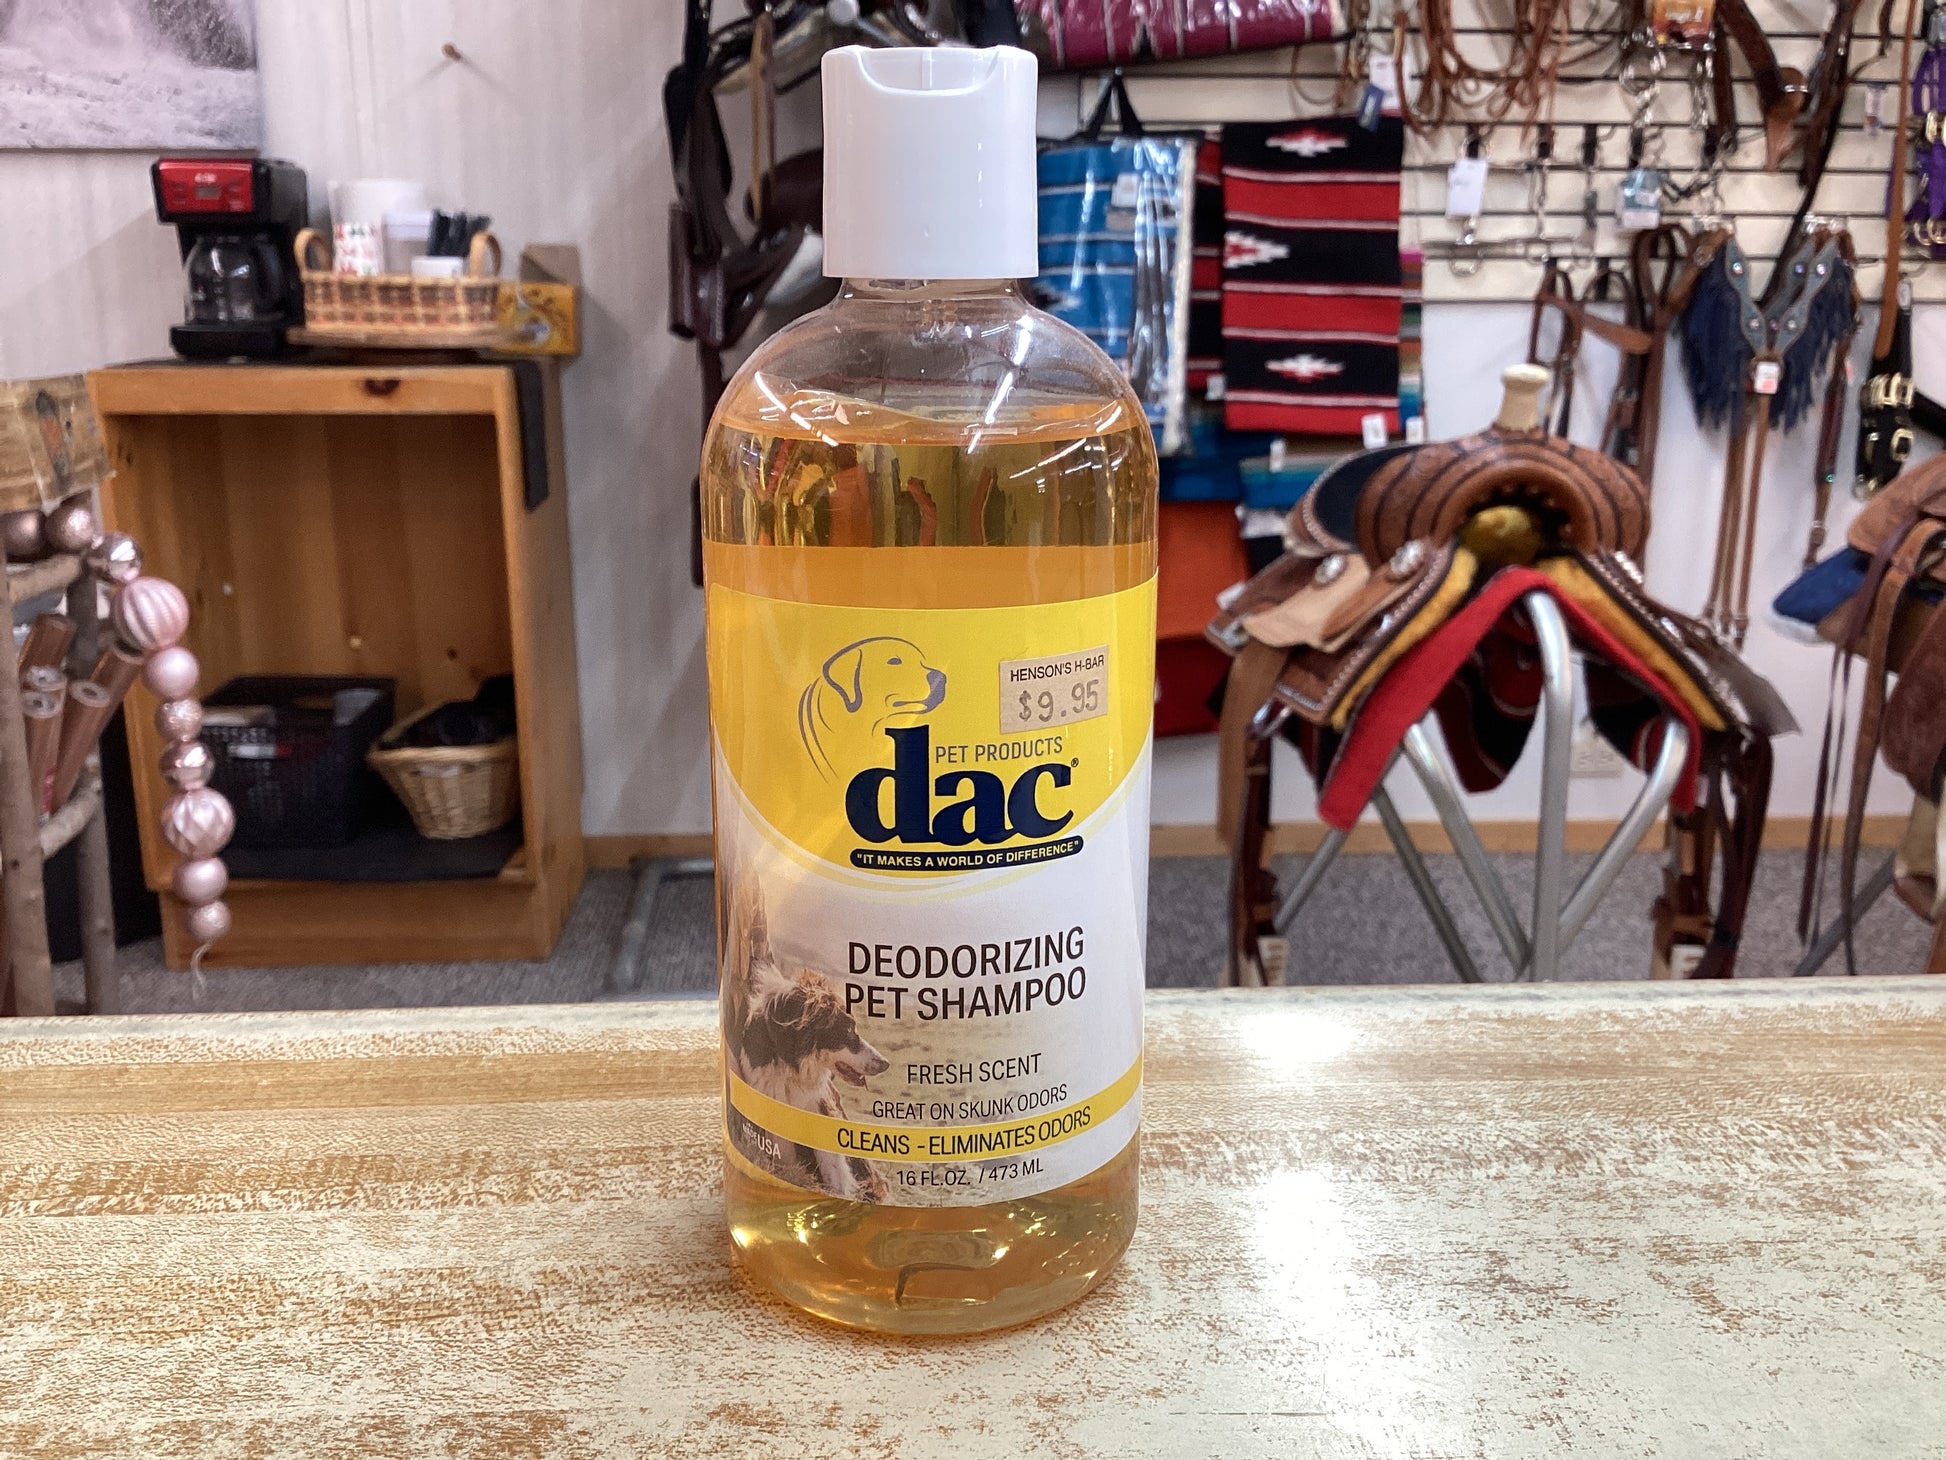 HENSON'S H-BAR
$9.95
PET PRODUCTS
dac®
"IT MAKES A WORLD OF DIFFERENCE"
DEODORIZING
PET SHAMPOO
FRESH SCENT
GREAT ON SKUNK ODORS
CLEANS - ELIMINATES ODORS
MADE USA
16 FL.OZ. / 473 ML